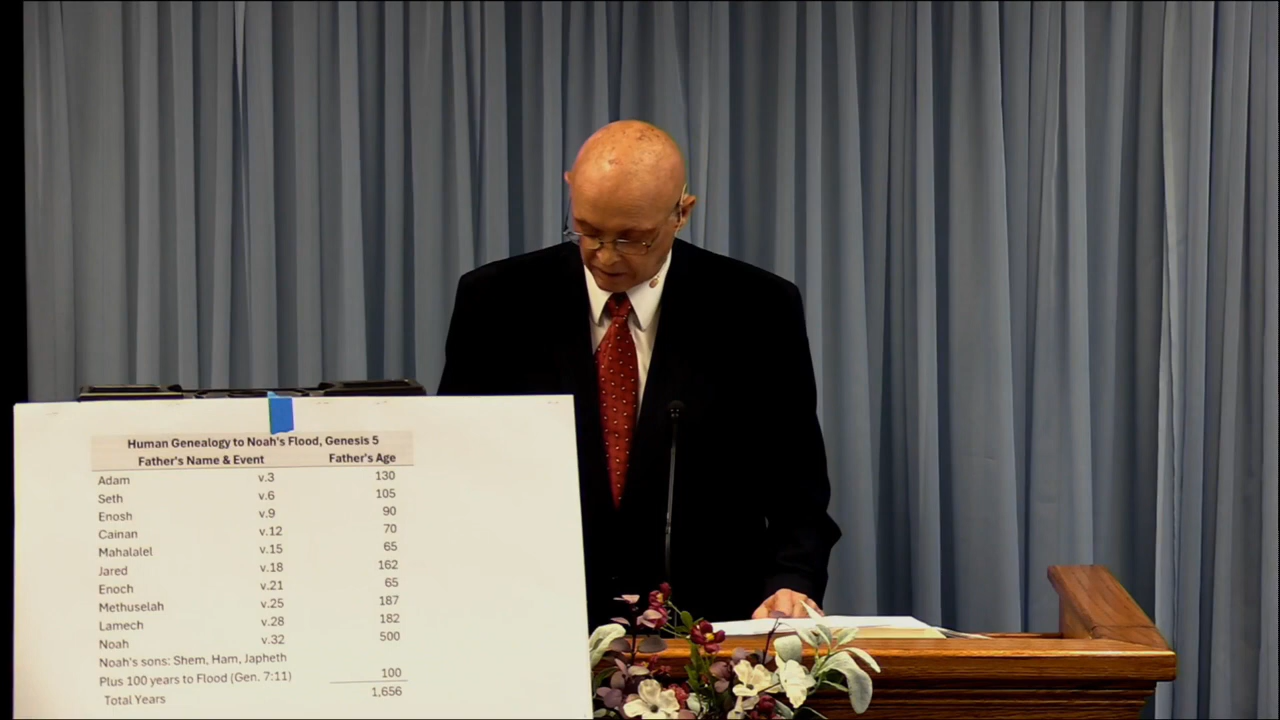 Human Genealogy to Noah's Flood, Genesis 5
Father's Name & Event Father's Age
Adam v.3 130
Seth v.6 105
Enosh v.9 90
Cainan v.12 70
Mahalalel v.15 65
Jared v.18 162
Enoch v.21 65
Methuselah v.25 187
Lamech v.28 182
Noah v.32 500
Noah's sons: Shem, Ham, Japheth
Plus 100 years to Flood (Gen. 7:11) 100
Total Years 1,656